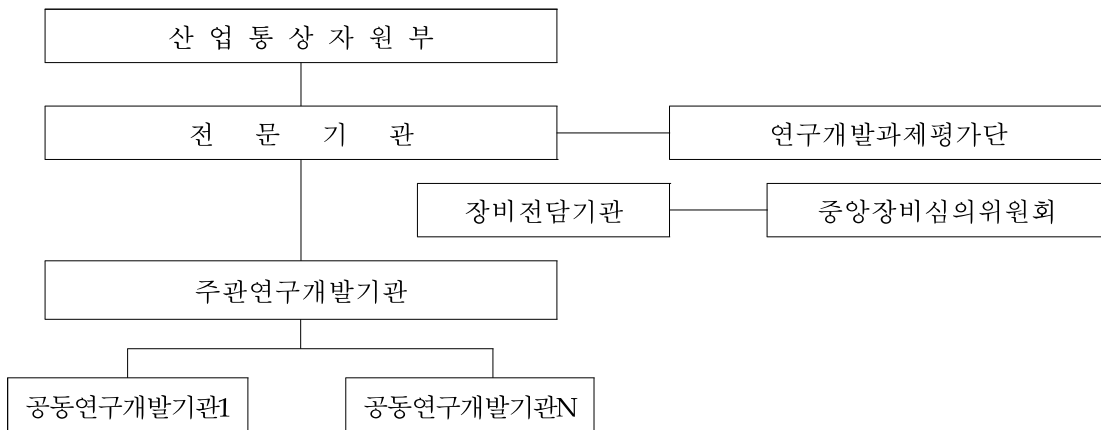 산 업 통 상 자 원 부
전 문 기 관
연구개발과제평가단
장비전담기관
중앙장비심의위원회
주관연구개발기관
공동연구개발기관1
공동연구개발기관N